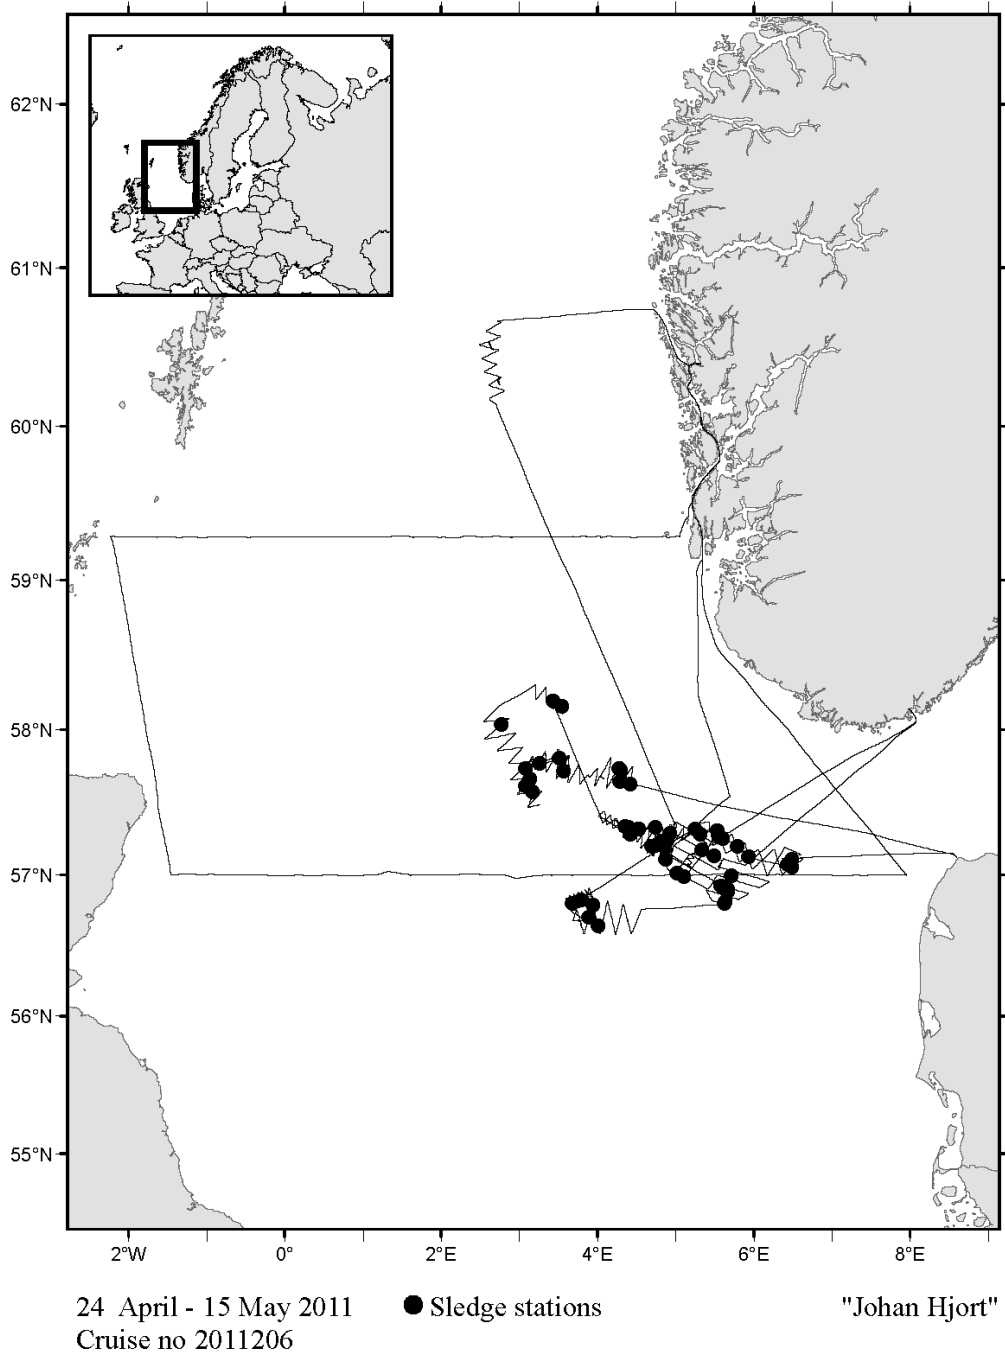 62°N
61°N
60°N
59°N
58°N
57°N
56°N
55°N
2°W 0° 2°E 4°E 6°E 8°E
24 April - 15 May 2011 Sledge stations "Johan Hjort"
Cruise no 2011206